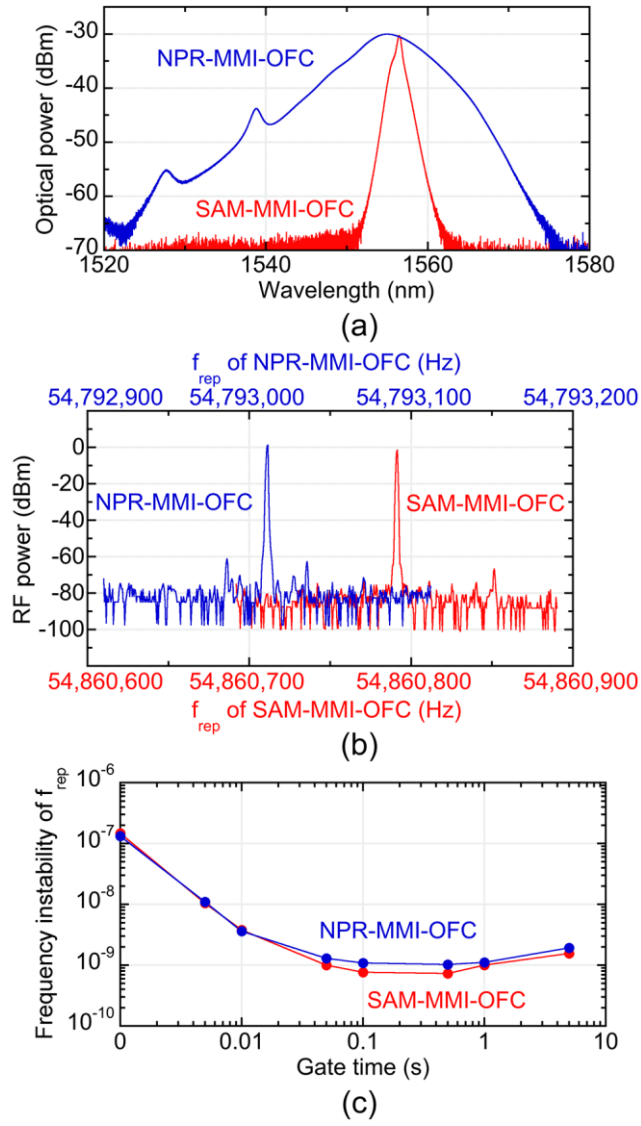 -30
-40
-50
-60
-70
Optical power (dBm)
NPR-MMI-OFC
SAM-MMI-OFC
1520 1540 1560 1580
Wavelength (nm)
(a)
f_rep of NPR-MMI-OFC (Hz)
54,792,900 54,793,000 54,793,100 54,793,200
0
-20
-40
-60
-80
-100
RF power (dBm)
NPR-MMI-OFC SAM-MMI-OFC
54,860,600 54,860,700 54,860,800 54,860,900
f_rep of SAM-MMI-OFC (Hz)
(b)
10^-6
10^-7
10^-8
10^-9
10^-10
Frequency instability of f_rep
NPR-MMI-OFC
SAM-MMI-OFC
0 0.01 0.1 1 10
Gate time (s)
(c)